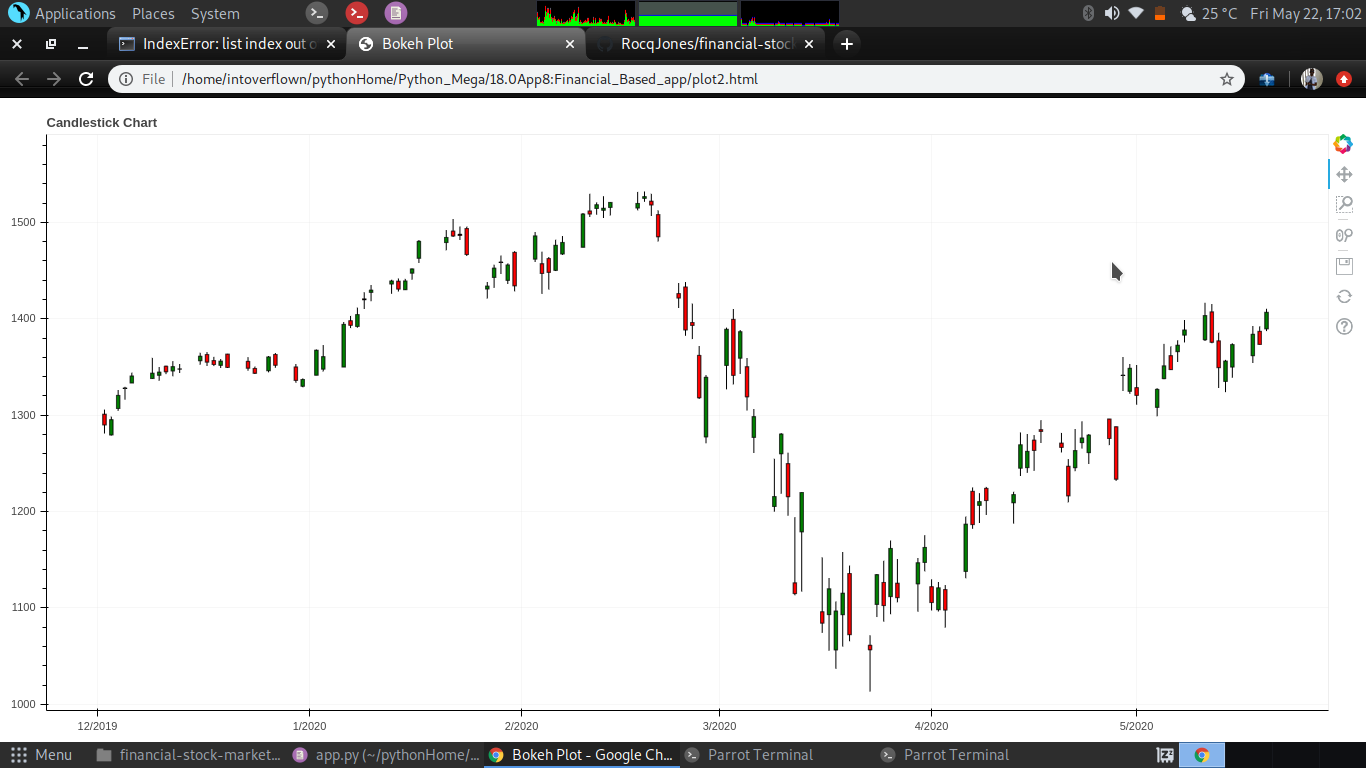 Applications Places System 25 °C Fri May 22, 17:02
IndexError: list index out o
Bokeh Plot
RocqJones/financial-stock
File /home/intoverflown/pythonHome/Python_Mega/18.0App8:Financial_Based_app/plot2.html
Candlestick Chart
1500
1400
1300
1200
1100
1000
12/2019 1/2020 2/2020 3/2020 4/2020 5/2020
Menu financial-stock-market... app.py (~/pythonHome/... Bokeh Plot - Google Ch... Parrot Terminal Parrot Terminal